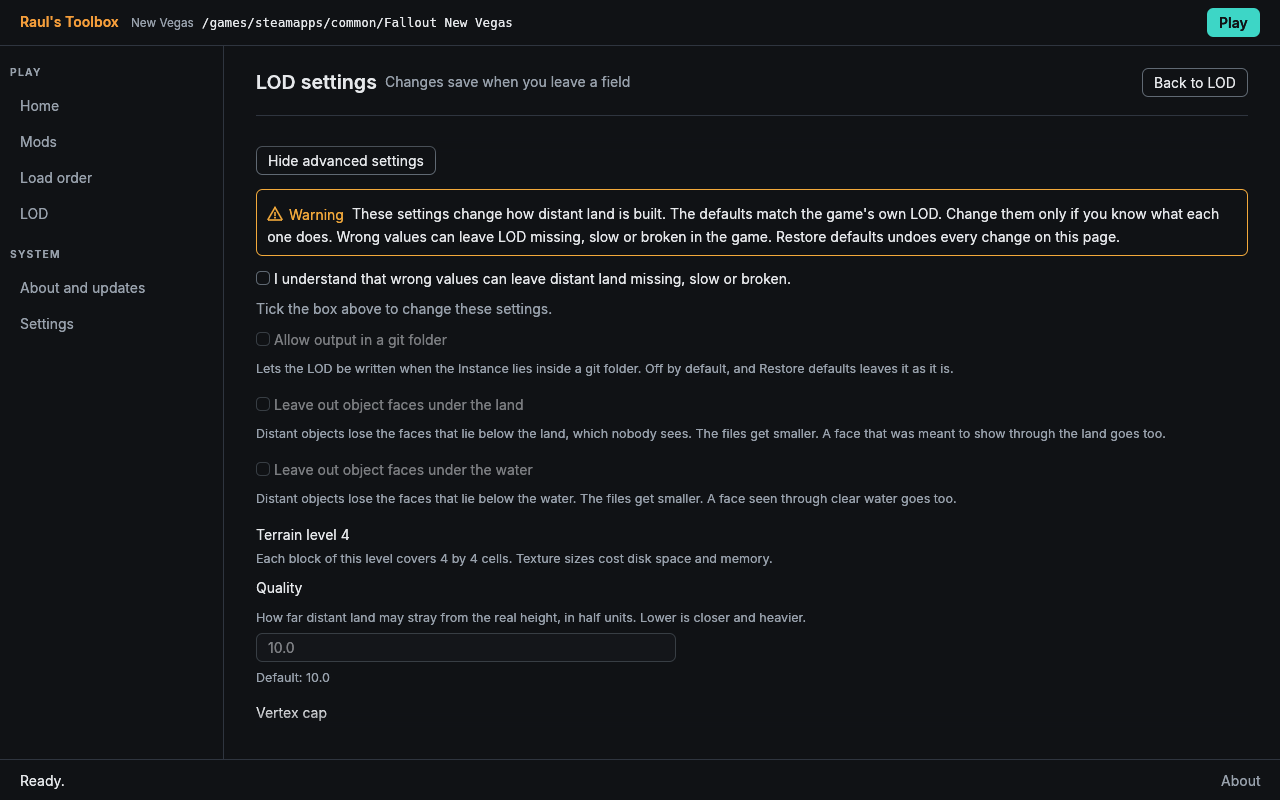 Raul's Toolbox New Vegas /games/steamapps/common/Fallout New Vegas
Play
PLAY
Home
Mods
Load order
LOD
SYSTEM
About and updates
Settings
LOD settings Changes save when you leave a field
Back to LOD
Hide advanced settings
Warning These settings change how distant land is built. The defaults match the game's own LOD. Change them only if you know what each
one does. Wrong values can leave LOD missing, slow or broken in the game. Restore defaults undoes every change on this page.
I understand that wrong values can leave distant land missing, slow or broken.
Tick the box above to change these settings.
Allow output in a git folder
Lets the LOD be written when the Instance lies inside a git folder. Off by default, and Restore defaults leaves it as it is.
Leave out object faces under the land
Distant objects lose the faces that lie below the land, which nobody sees. The files get smaller. A face that was meant to show through the land goes too.
Leave out object faces under the water
Distant objects lose the faces that lie below the water. The files get smaller. A face seen through clear water goes too.
Terrain level 4
Each block of this level covers 4 by 4 cells. Texture sizes cost disk space and memory.
Quality
How far distant land may stray from the real height, in half units. Lower is closer and heavier.
10.0
Default: 10.0
Vertex cap
Ready.
About